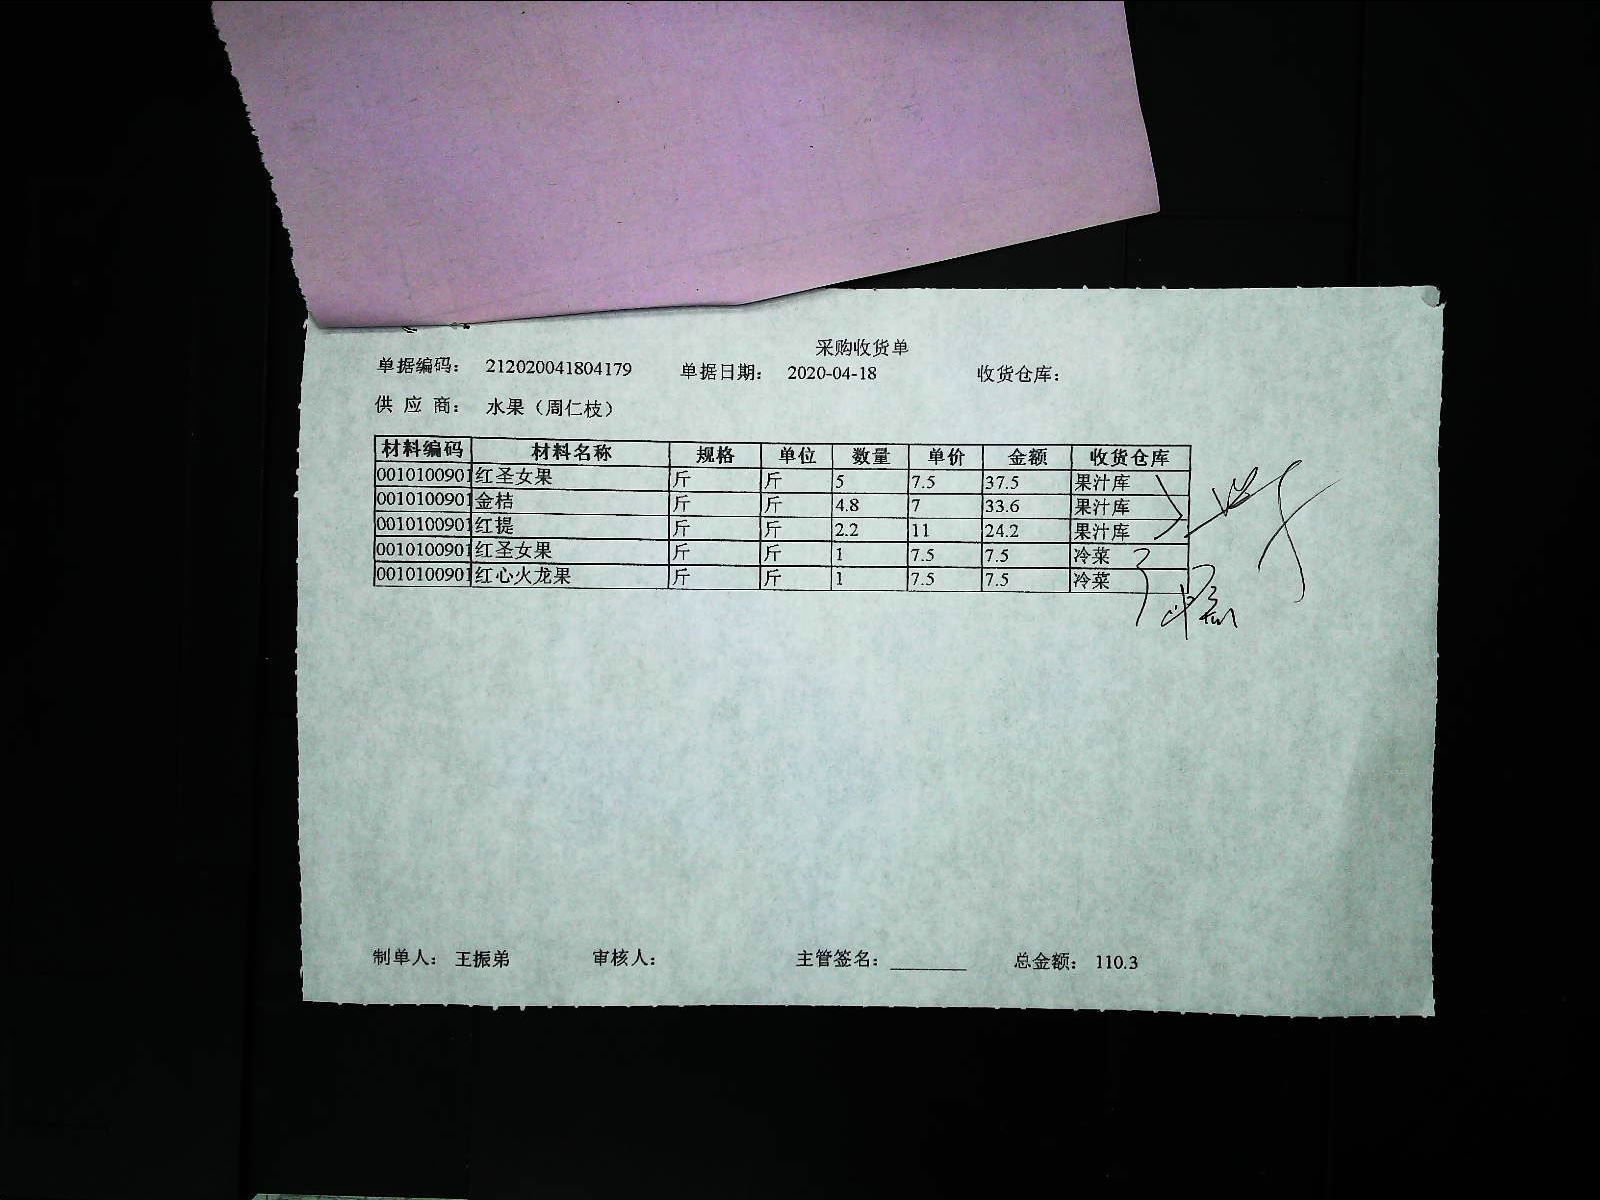 采购收货单
单据编码： 212020041804179 单据日期： 2020-04-18 收货仓库：
供 应 商： 水果（周仁枝）
材料编码 材料名称 规格 单位 数量 单价 金额 收货仓库
0010100901 红圣女果 斤 斤 5 7.5 37.5 果汁库
0010100901 金桔 斤 斤 4.8 7 33.6 果汁库
0010100901 红提 斤 斤 2.2 11 24.2 果汁库
0010100901 红圣女果 斤 斤 1 7.5 7.5 冷菜
0010100901 红心火龙果 斤 斤 1 7.5 7.5 冷菜
制单人： 王振弟 审核人： 主管签名： 总金额： 110.3